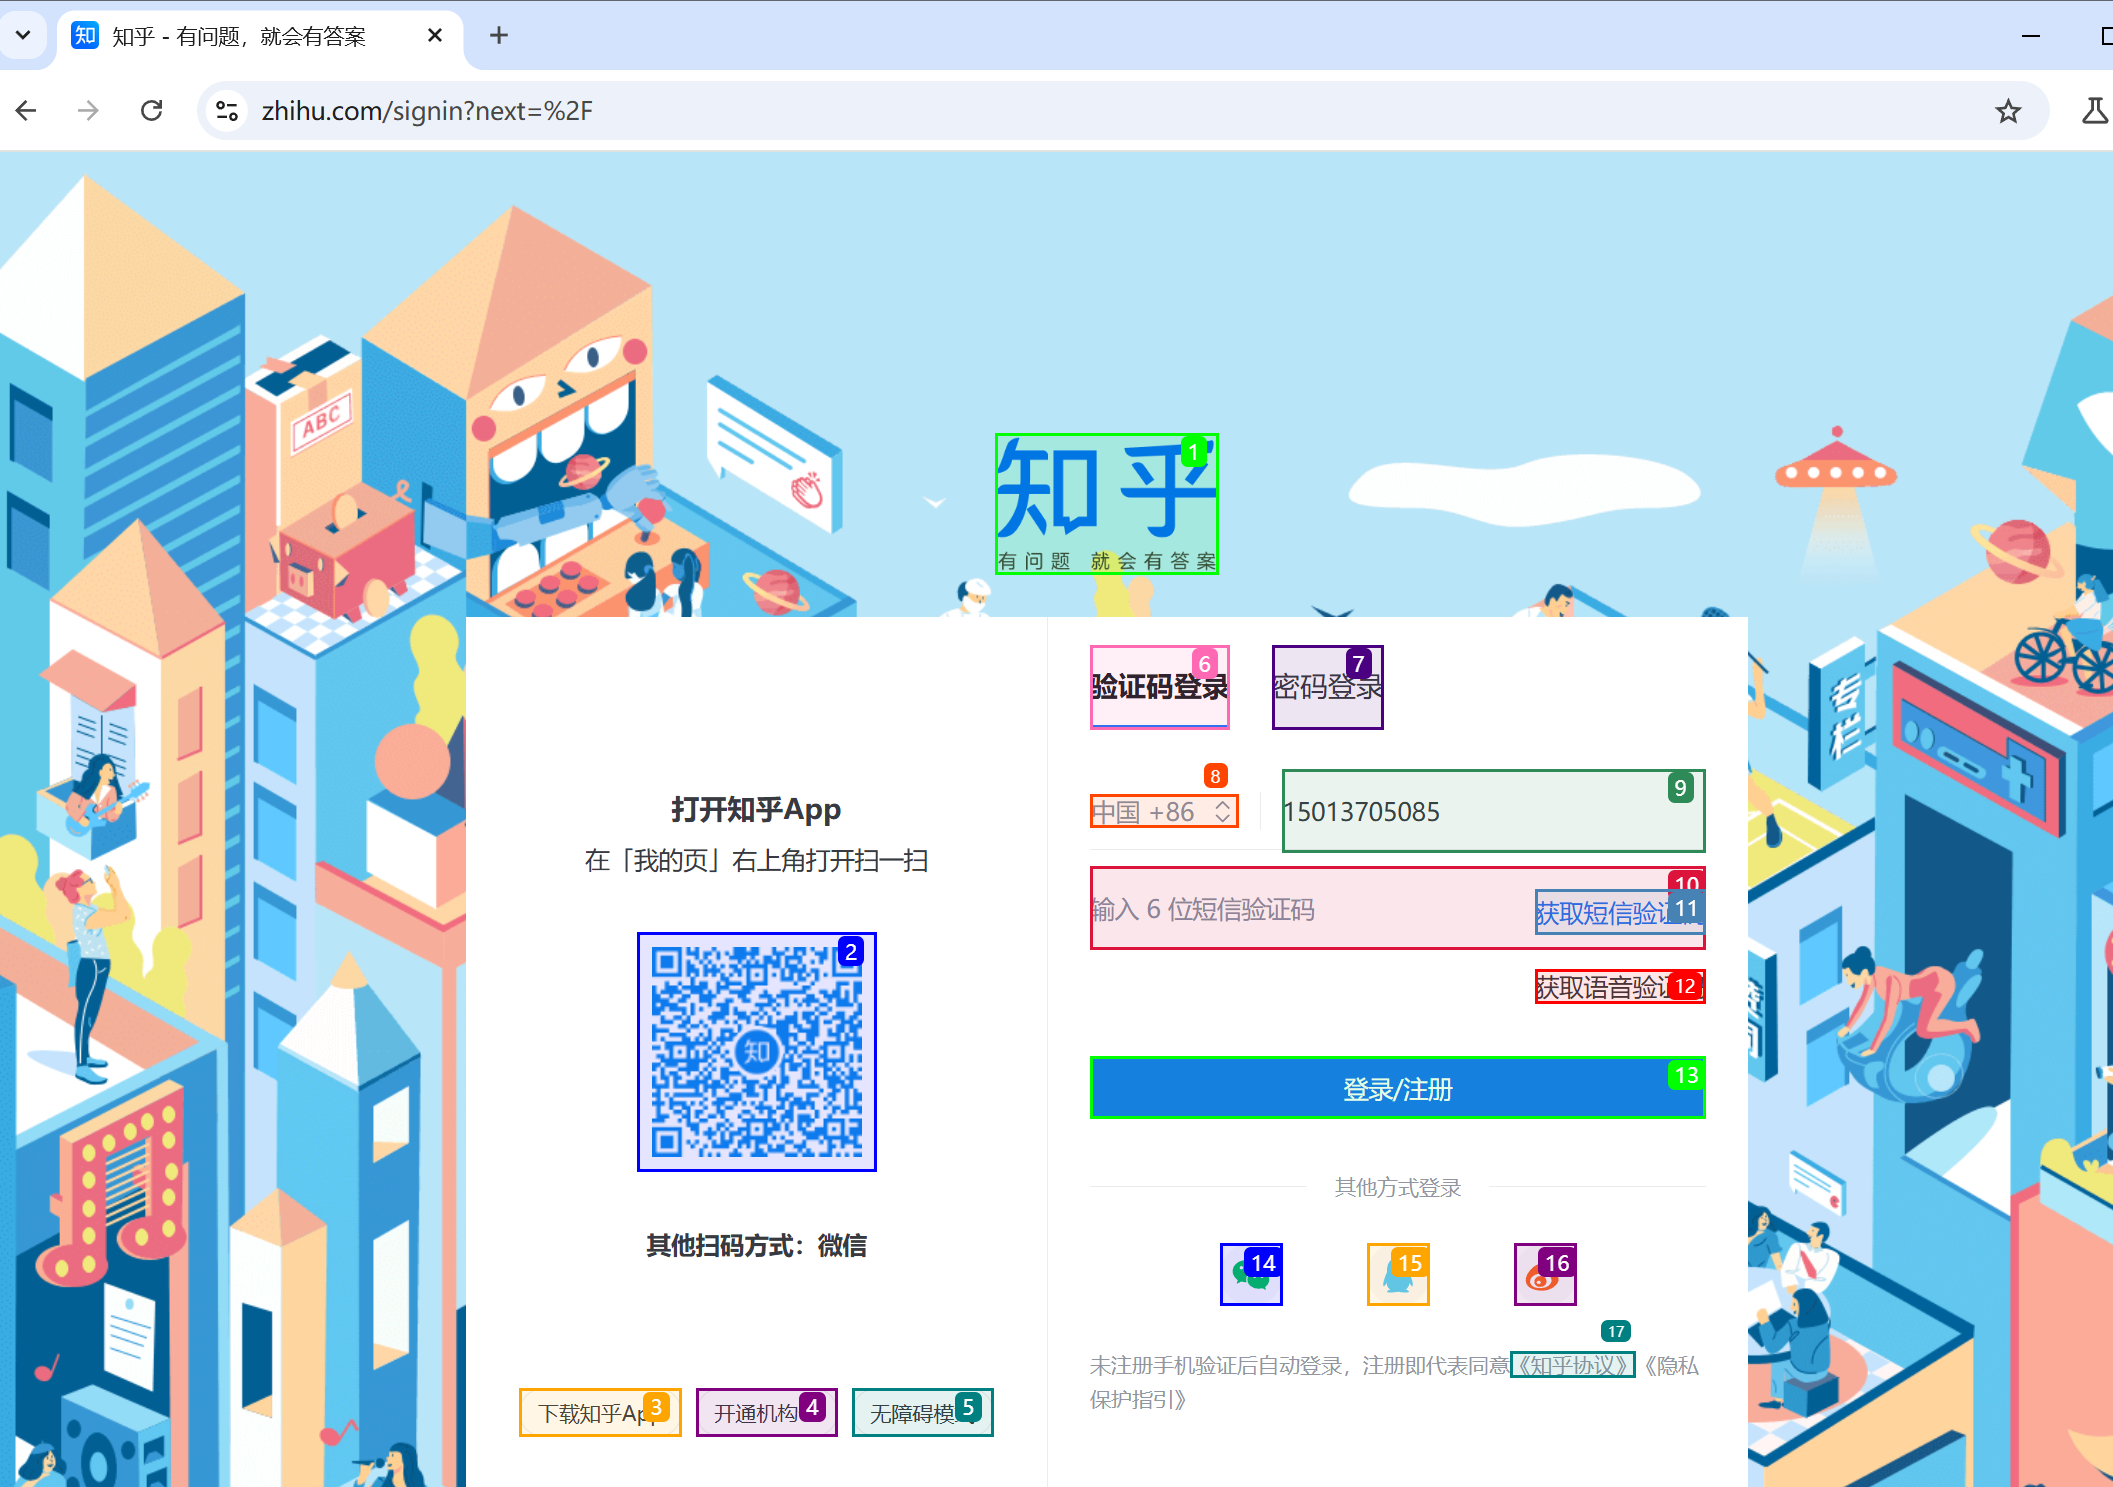 知乎 - 有问题，就会有答案
zhihu.com/signin?next=%2F
ABC
知乎
1
有问题 就会有答案
专栏
验证码登录
6
密码登录
7
8
中国 +86
15013705085
9
打开知乎App
在「我的页」右上角打开扫一扫
输入 6 位短信验证码
10
获取短信验证
11
获取语音验证
12
2
知
登录/注册
13
其他方式登录
其他扫码方式：微信
14
15
16
17
未注册手机验证后自动登录，注册即代表同意《知乎协议》《隐私
保护指引》
下载知乎App
3
开通机构
4
无障碍模
5